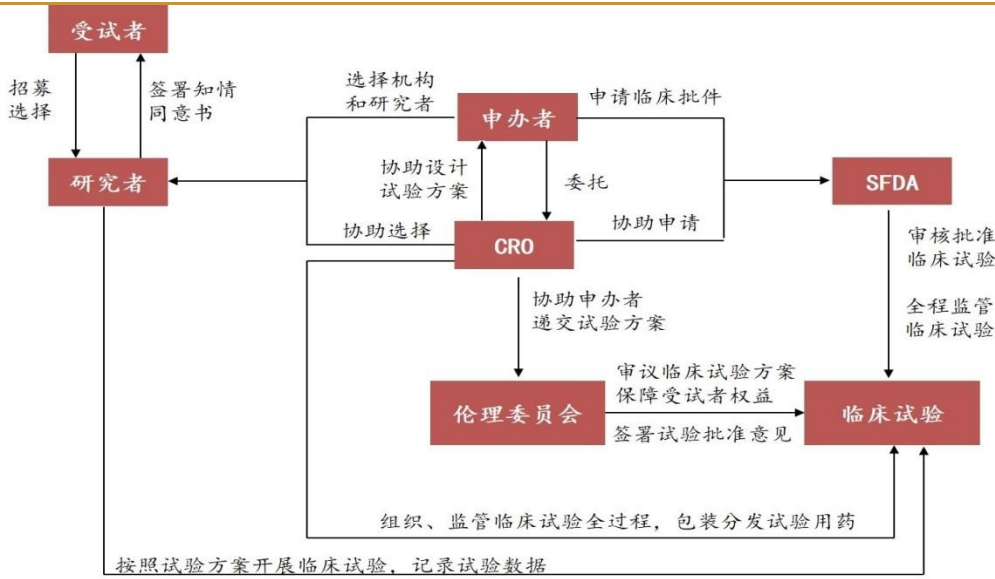 受试者
招募
选择
签署知情
同意书
选择机构
和研究者
申办者
申请临床批件
研究者
协助设计
试验方案
委托
SFDA
协助选择
CRO
协助申请
审核批准
临床试验
协助申办者
递交试验方案
全程监管
临床试验
伦理委员会
审议临床试验方案
保障受试者权益
签署试验批准意见
临床试验
组织、监管临床试验全过程，包装分发试验用药
按照试验方案开展临床试验，记录试验数据